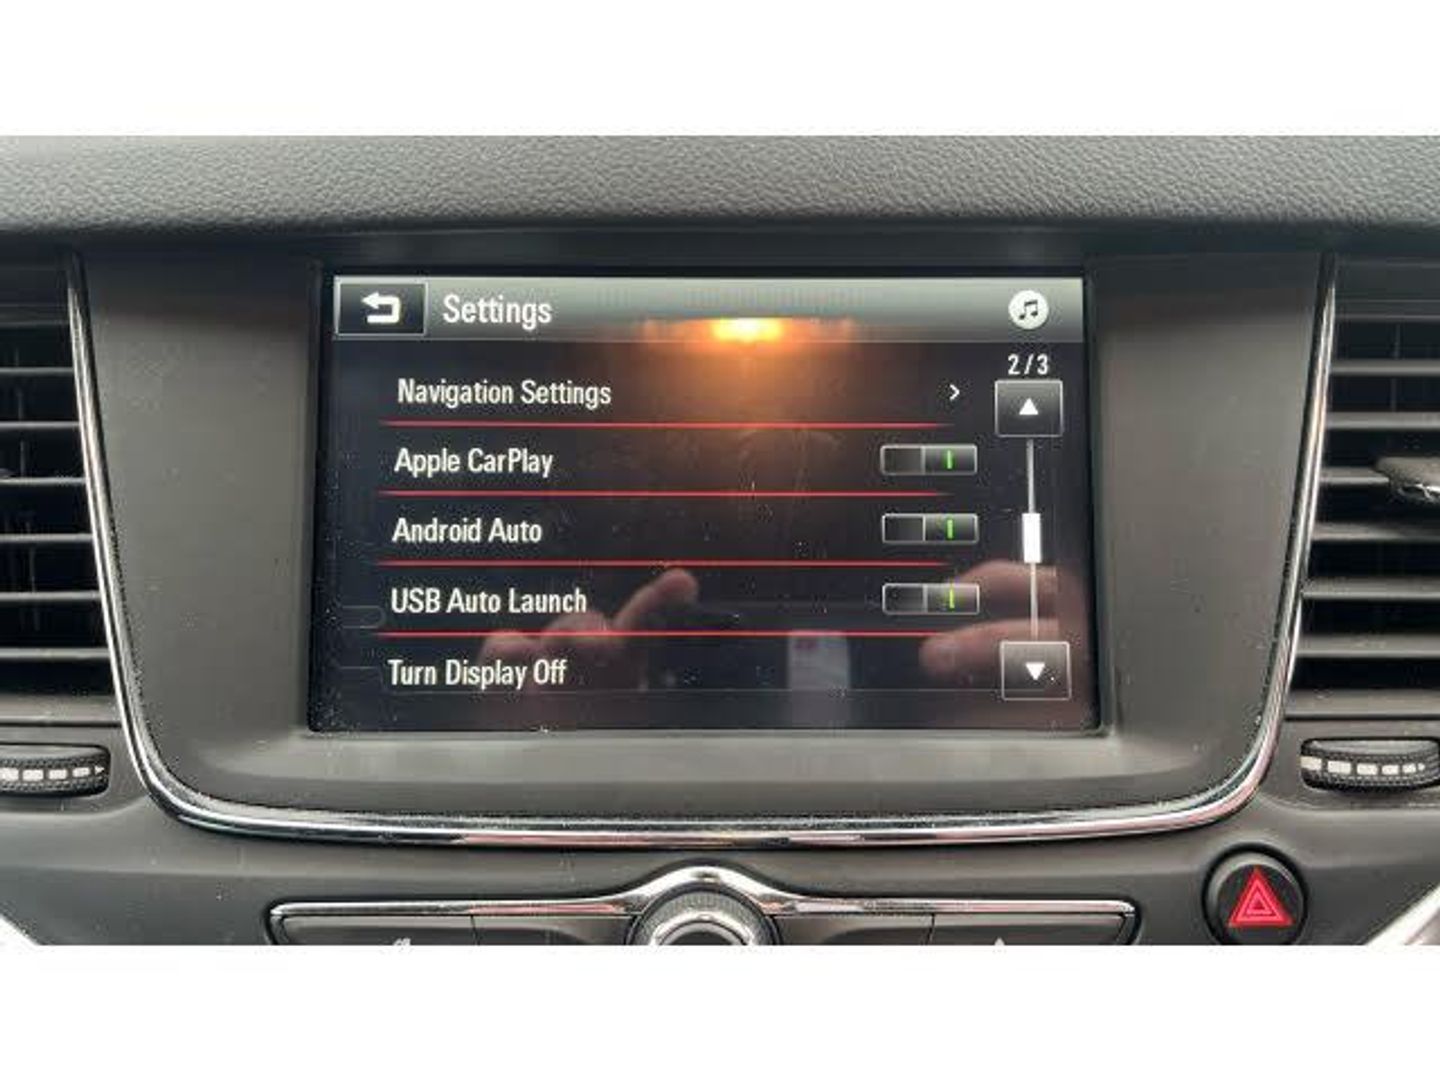 Settings
2/3
Navigation Settings
Apple CarPlay
Android Auto
USB Auto Launch
Turn Display Off